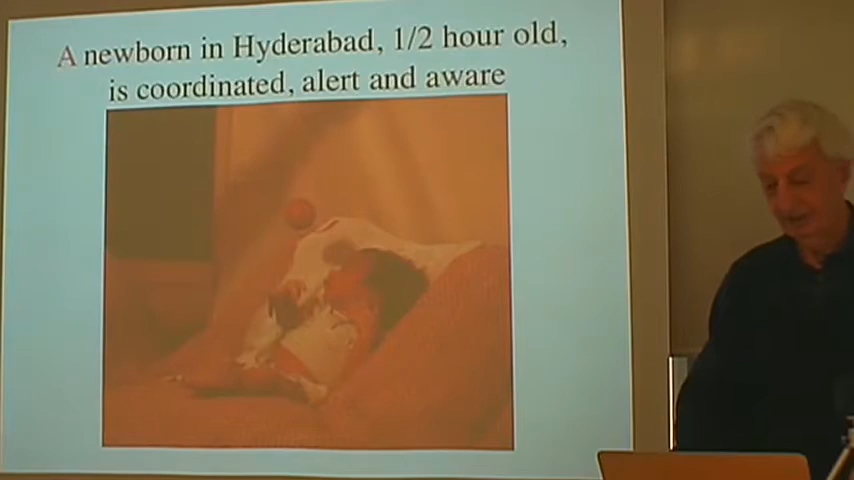 A newborn in Hyderabad, 1/2 hour old,
is coordinated, alert and aware